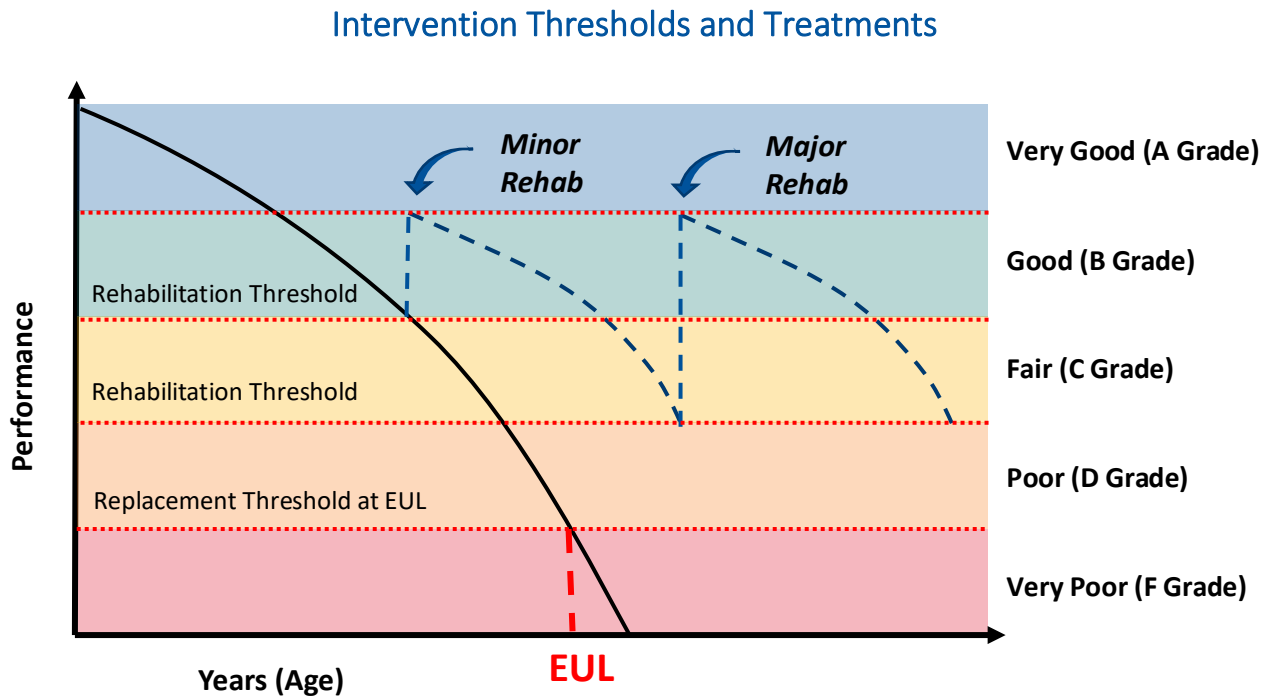 Intervention Thresholds and Treatments
Minor
Rehab
Major
Rehab
Very Good (A Grade)
Good (B Grade)
Rehabilitation Threshold
Fair (C Grade)
Rehabilitation Threshold
Performance
Poor (D Grade)
Replacement Threshold at EUL
Very Poor (F Grade)
EUL
Years (Age)